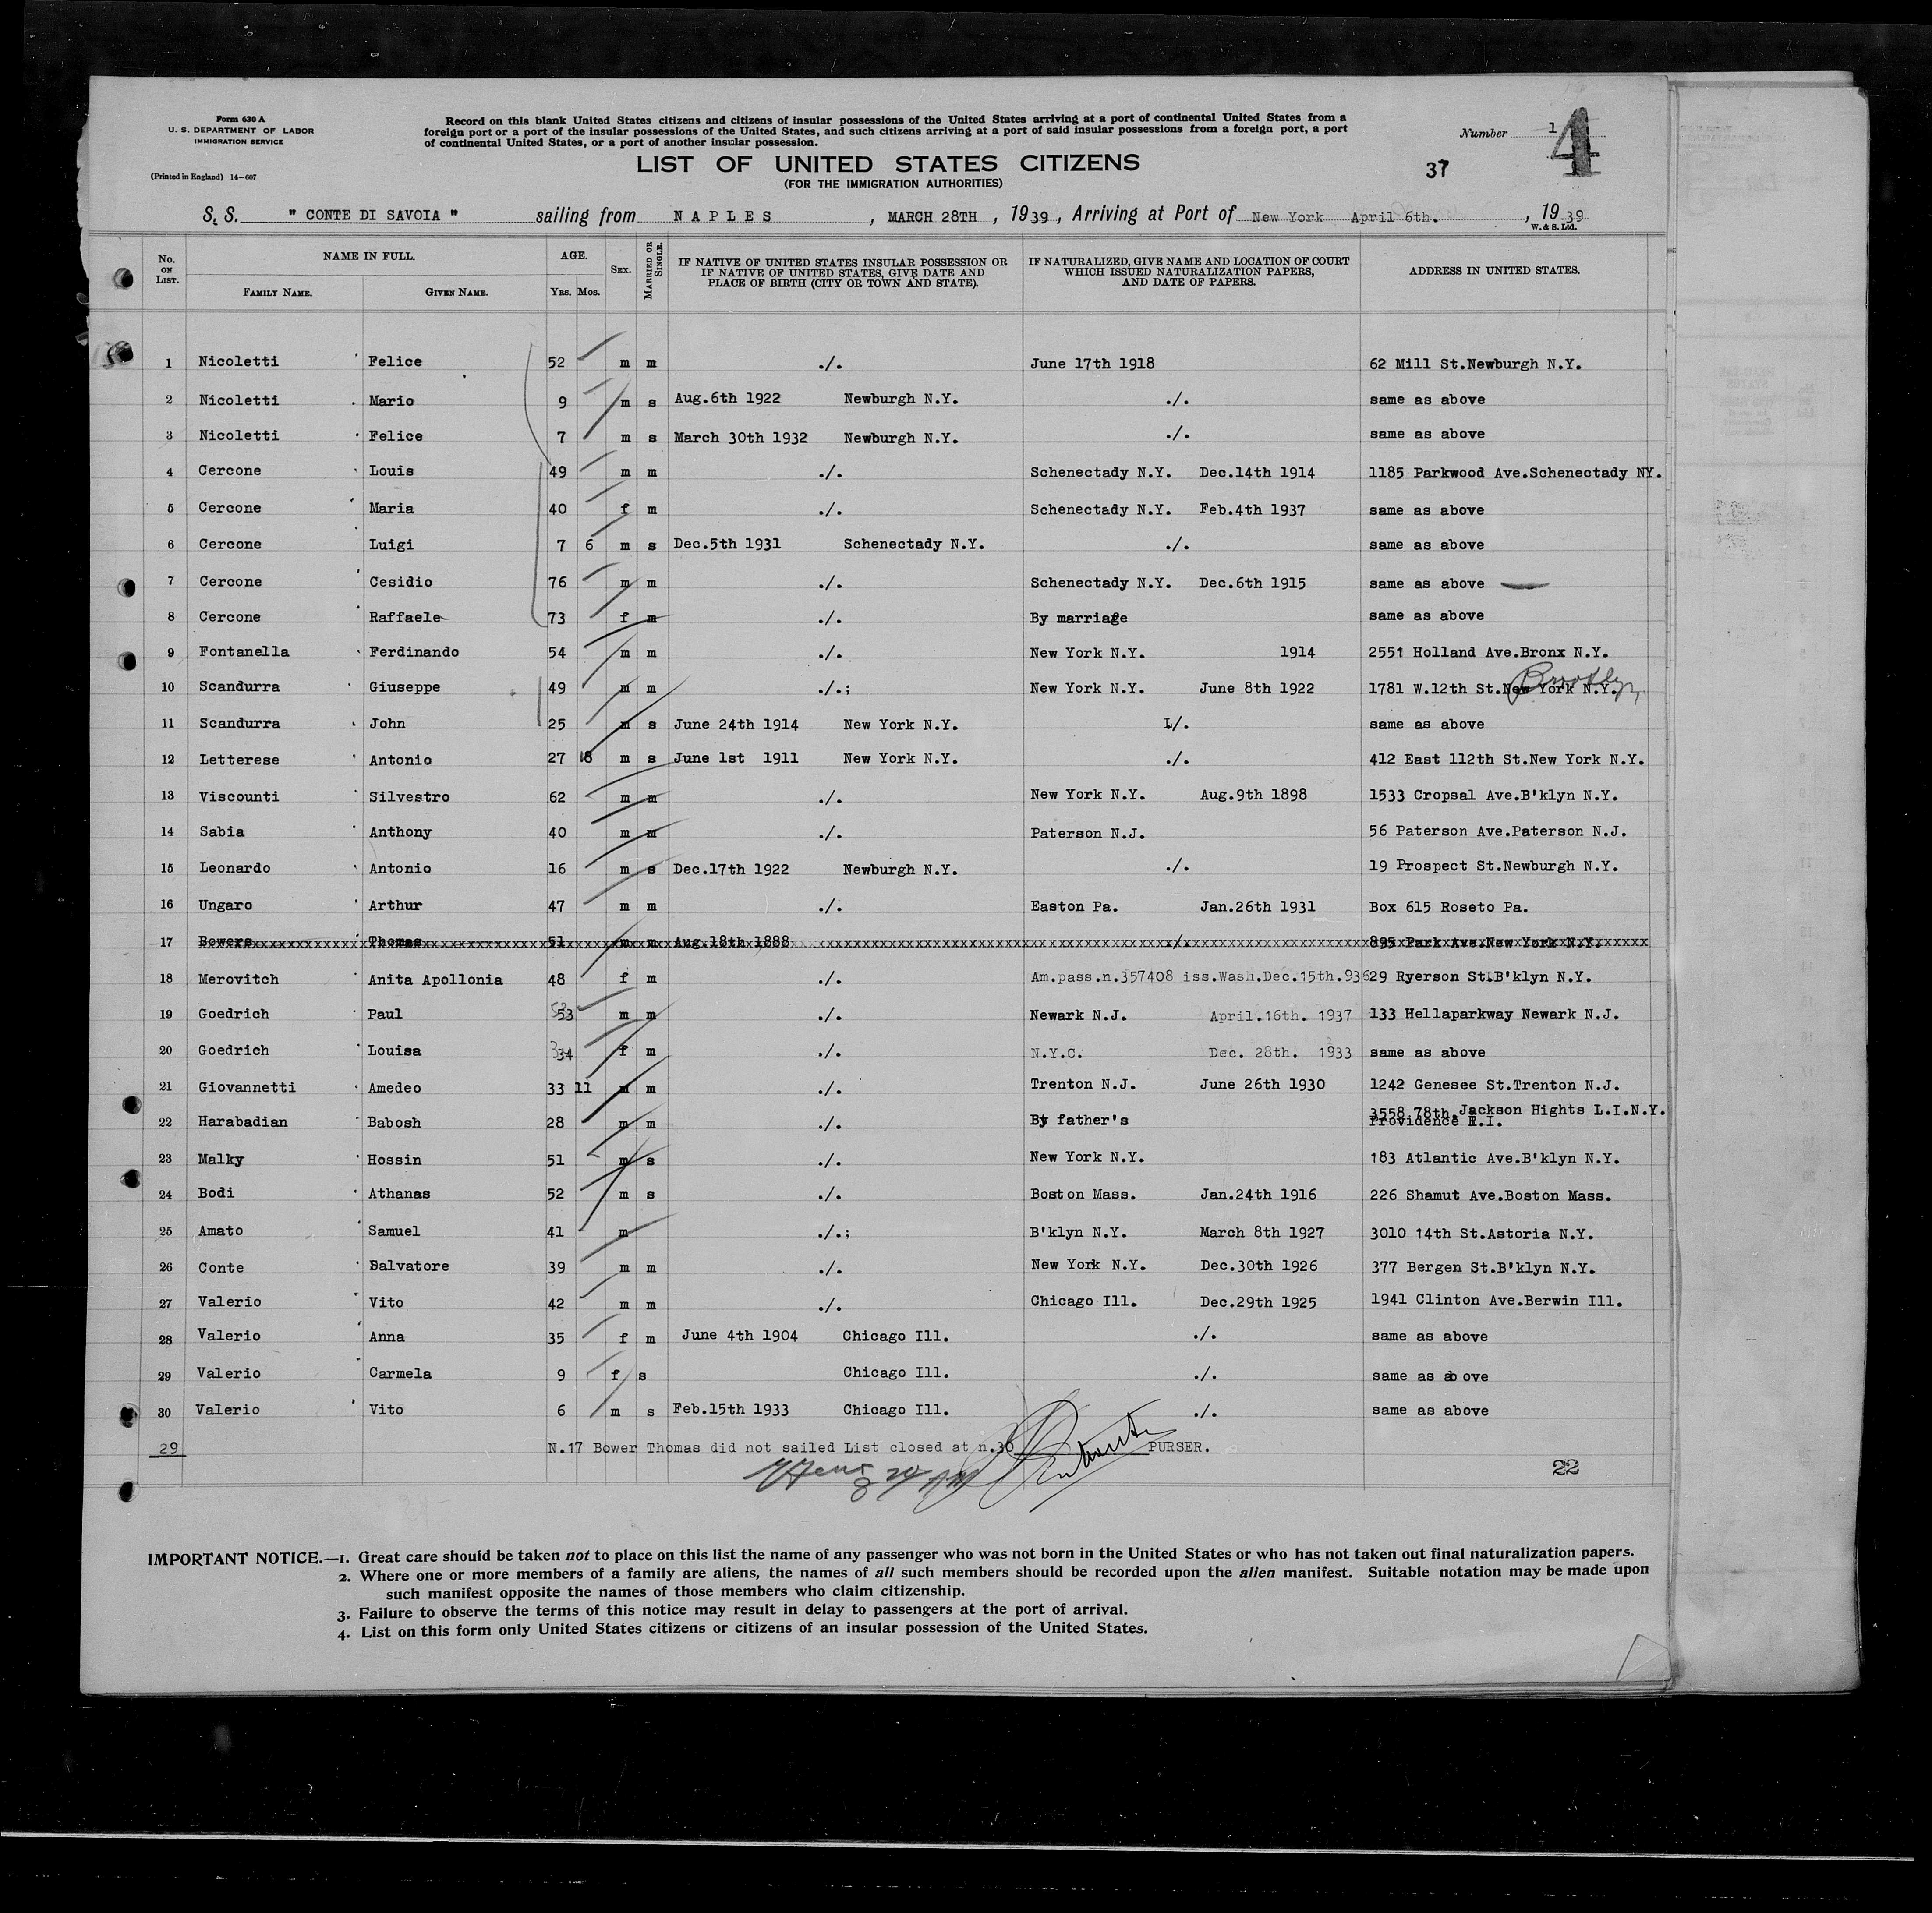 Form 630 A
U. S. DEPARTMENT OF LABOR
IMMIGRATION SERVICE
(Printed in England) 14—607
Record on this blank United States citizens and citizens of insular possessions of the United States arriving at a port of continental United States from a
foreign port or a port of the insular possessions of the United States, and such citizens arriving at a port of said insular possessions from a foreign port, a port
of continental United States, or a port of another insular possession.
Number 1
4
LIST OF UNITED STATES CITIZENS
37
(FOR THE IMMIGRATION AUTHORITIES)
S. S. " CONTE DI SAVOIA " sailing from N A P L E S , MARCH 28TH , 1939 , Arriving at Port of New York April 6th. , 19 39
W. & S. Ltd.
No. ON LIST. NAME IN FULL. FAMILY NAME. GIVEN NAME. AGE. YRS. MOS. SEX. MARRIED OR SINGLE. IF NATIVE OF UNITED STATES INSULAR POSSESSION OR IF NATIVE OF UNITED STATES, GIVE DATE AND PLACE OF BIRTH (CITY OR TOWN AND STATE). IF NATURALIZED, GIVE NAME AND LOCATION OF COURT WHICH ISSUED NATURALIZATION PAPERS, AND DATE OF PAPERS. ADDRESS IN UNITED STATES.
1 Nicoletti Felice 52 m m ./. June 17th 1918 62 Mill St.Newburgh N.Y.
2 Nicoletti Mario 9 m s Aug.6th 1922 Newburgh N.Y. ./. same as above
3 Nicoletti Felice 7 m s March 30th 1932 Newburgh N.Y. ./. same as above
4 Cercone Louis 49 m m ./. Schenectady N.Y. Dec.14th 1914 1185 Parkwood Ave.Schenectady NY.
5 Cercone Maria 40 f m ./. Schenectady N.Y. Feb.4th 1937 same as above
6 Cercone Luigi 7 6 m s Dec.5th 1931 Schenectady N.Y. ./. same as above
7 Cercone Cesidio 76 m m ./. Schenectady N.Y. Dec.6th 1915 same as above
8 Cercone Raffaele 73 f m ./. By marriage same as above
9 Fontanella Ferdinando 54 m m ./. New York N.Y. 1914 2551 Holland Ave.Bronx N.Y.
10 Scandurra Giuseppe 49 m m ./.; New York N.Y. June 8th 1922 1781 W.12th St.New York N.Y. Brooklyn
11 Scandurra John 25 m s June 24th 1914 New York N.Y. L/. same as above
12 Letterese Antonio 27 18 m s June 1st 1911 New York N.Y. ./. 412 East 112th St.New York N.Y.
13 Viscounti Silvestro 62 m m ./. New York N.Y. Aug.9th 1898 1533 Cropsal Ave.B'klyn N.Y.
14 Sabia Anthony 40 m m ./. Paterson N.J. 56 Paterson Ave.Paterson N.J.
15 Leonardo Antonio 16 m s Dec.17th 1922 Newburgh N.Y. ./. 19 Prospect St.Newburgh N.Y.
16 Ungaro Arthur 47 m m ./. Easton Pa. Jan.26th 1931 Box 615 Roseto Pa.
17 Bowers Thomas 51 m m Aug.18th 1888 ./. 895 Park Ave.New York N.Y.
18 Merovitch Anita Apollonia 48 f m ./. Am.pass.n.357408 iss.Wash.Dec.15th.936 29 Ryerson St.B'klyn N.Y.
19 Goedrich Paul 53 m m ./. Newark N.J. April.16th. 1937 133 Hellaparkway Newark N.J.
20 Goedrich Louisa 34 f m ./. N.Y.C. Dec. 28th. 1933 same as above
21 Giovannetti Amedeo 33 11 m m ./. Trenton N.J. June 26th 1930 1242 Genesee St.Trenton N.J.
22 Harabadian Babosh 28 m m ./. By father's 3558 78th.Jackson Hights L.I.N.Y.
Providence R.I.
23 Malky Hossin 51 m s ./. New York N.Y. 183 Atlantic Ave.B'klyn N.Y.
24 Bodi Athanas 52 m s ./. Boston Mass. Jan.24th 1916 226 Shamut Ave.Boston Mass.
25 Amato Samuel 41 m ./.; B'klyn N.Y. March 8th 1927 3010 14th St.Astoria N.Y.
26 Conte Salvatore 39 m m ./. New York N.Y. Dec.30th 1926 377 Bergen St.B'klyn N.Y.
27 Valerio Vito 42 m m ./. Chicago Ill. Dec.29th 1925 1941 Clinton Ave.Berwin Ill.
28 Valerio Anna 35 f m June 4th 1904 Chicago Ill. ./. same as above
29 Valerio Carmela 9 f s Chicago Ill. ./. same as ab ove
30 Valerio Vito 6 m s Feb.15th 1933 Chicago Ill. ./. same as above
29 N.17 Bower Thomas did not sailed List closed at n.30 PURSER.
22
IMPORTANT NOTICE.—1. Great care should be taken not to place on this list the name of any passenger who was not born in the United States or who has not taken out final naturalization papers.
2. Where one or more members of a family are aliens, the names of all such members should be recorded upon the alien manifest. Suitable notation may be made upon
such manifest opposite the names of those members who claim citizenship.
3. Failure to observe the terms of this notice may result in delay to passengers at the port of arrival.
4. List on this form only United States citizens or citizens of an insular possession of the United States.